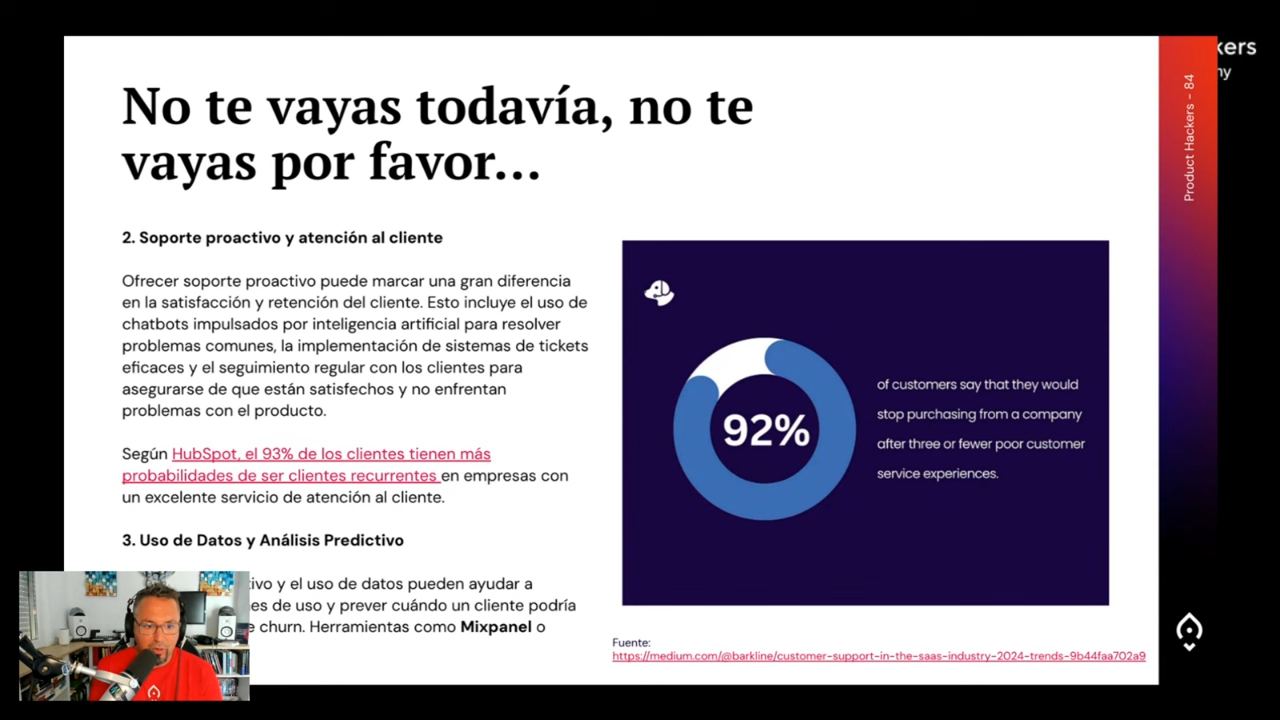 No te vayas todavía, no te
vayas por favor...
2. Soporte proactivo y atención al cliente
Ofrecer soporte proactivo puede marcar una gran diferencia
en la satisfacción y retención del cliente. Esto incluye el uso de
chatbots impulsados por inteligencia artificial para resolver
problemas comunes, la implementación de sistemas de tickets
eficaces y el seguimiento regular con los clientes para
asegurarse de que están satisfechos y no enfrentan
problemas con el producto.
Según HubSpot, el 93% de los clientes tienen más
probabilidades de ser clientes recurrentes en empresas con
un excelente servicio de atención al cliente.
3. Uso de Datos y Análisis Predictivo
y el uso de datos pueden ayudar a
de uso y prever cuándo un cliente podría
churn. Herramientas como Mixpanel o
92%
of customers say that they would
stop purchasing from a company
after three or fewer poor customer
service experiences.
Fuente:
https://medium.com/@barkline/customer-support-in-the-saas-industry-2024-trends-9b44faa702a9
Product Hackers - 84